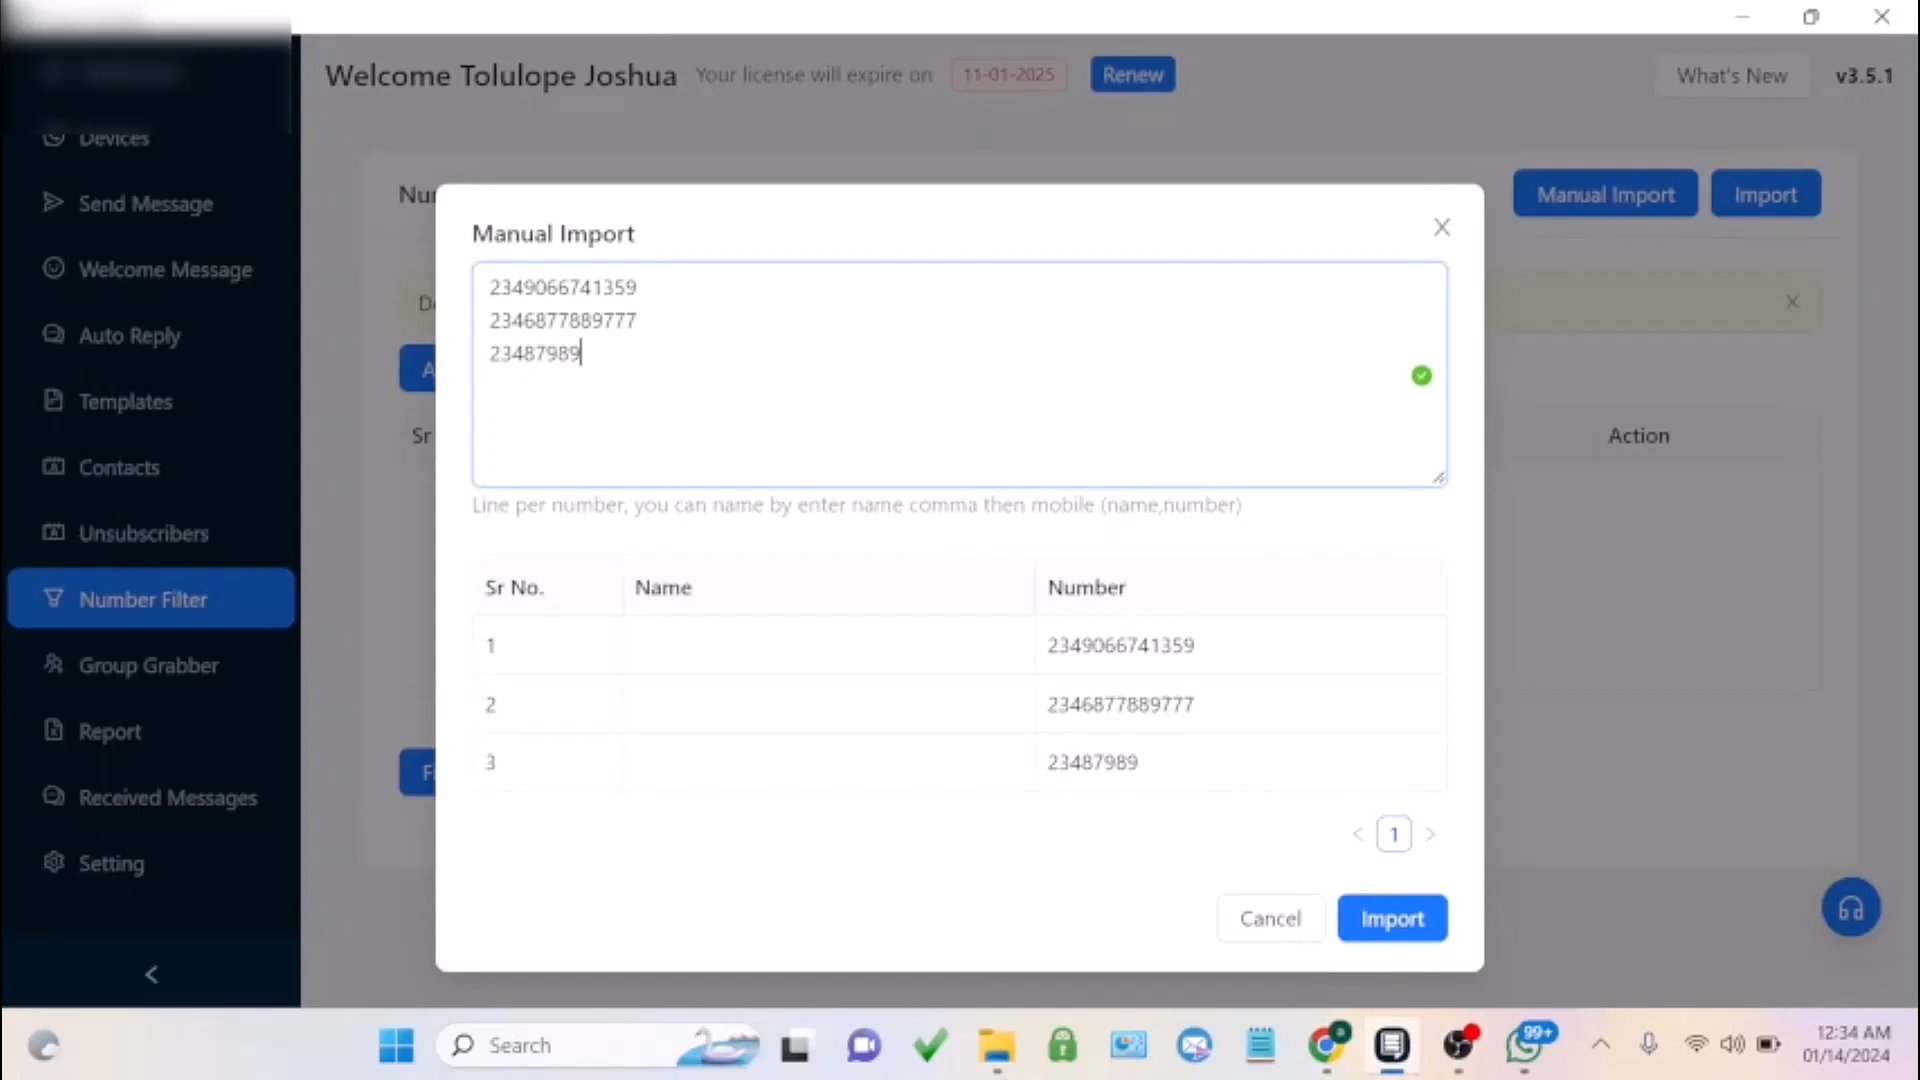 Welcome Tolulope Joshua Your license will expire on 11-01-2025 Renew What's New v3.5.1
Devices
Send Message
Welcome Message
Auto Reply
Templates
Contacts
Unsubscribers
Number Filter
Group Grabber
Report
Received Messages
Setting
Manual Import Import
Sr
Action
Manual Import
2349066741359
2346877889777
23487989
Line per number, you can name by enter name comma then mobile (name,number)
Sr No. Name Number
1 2349066741359
2 2346877889777
3 23487989
1
Cancel Import
Search
99+
12:34 AM
01/14/2024